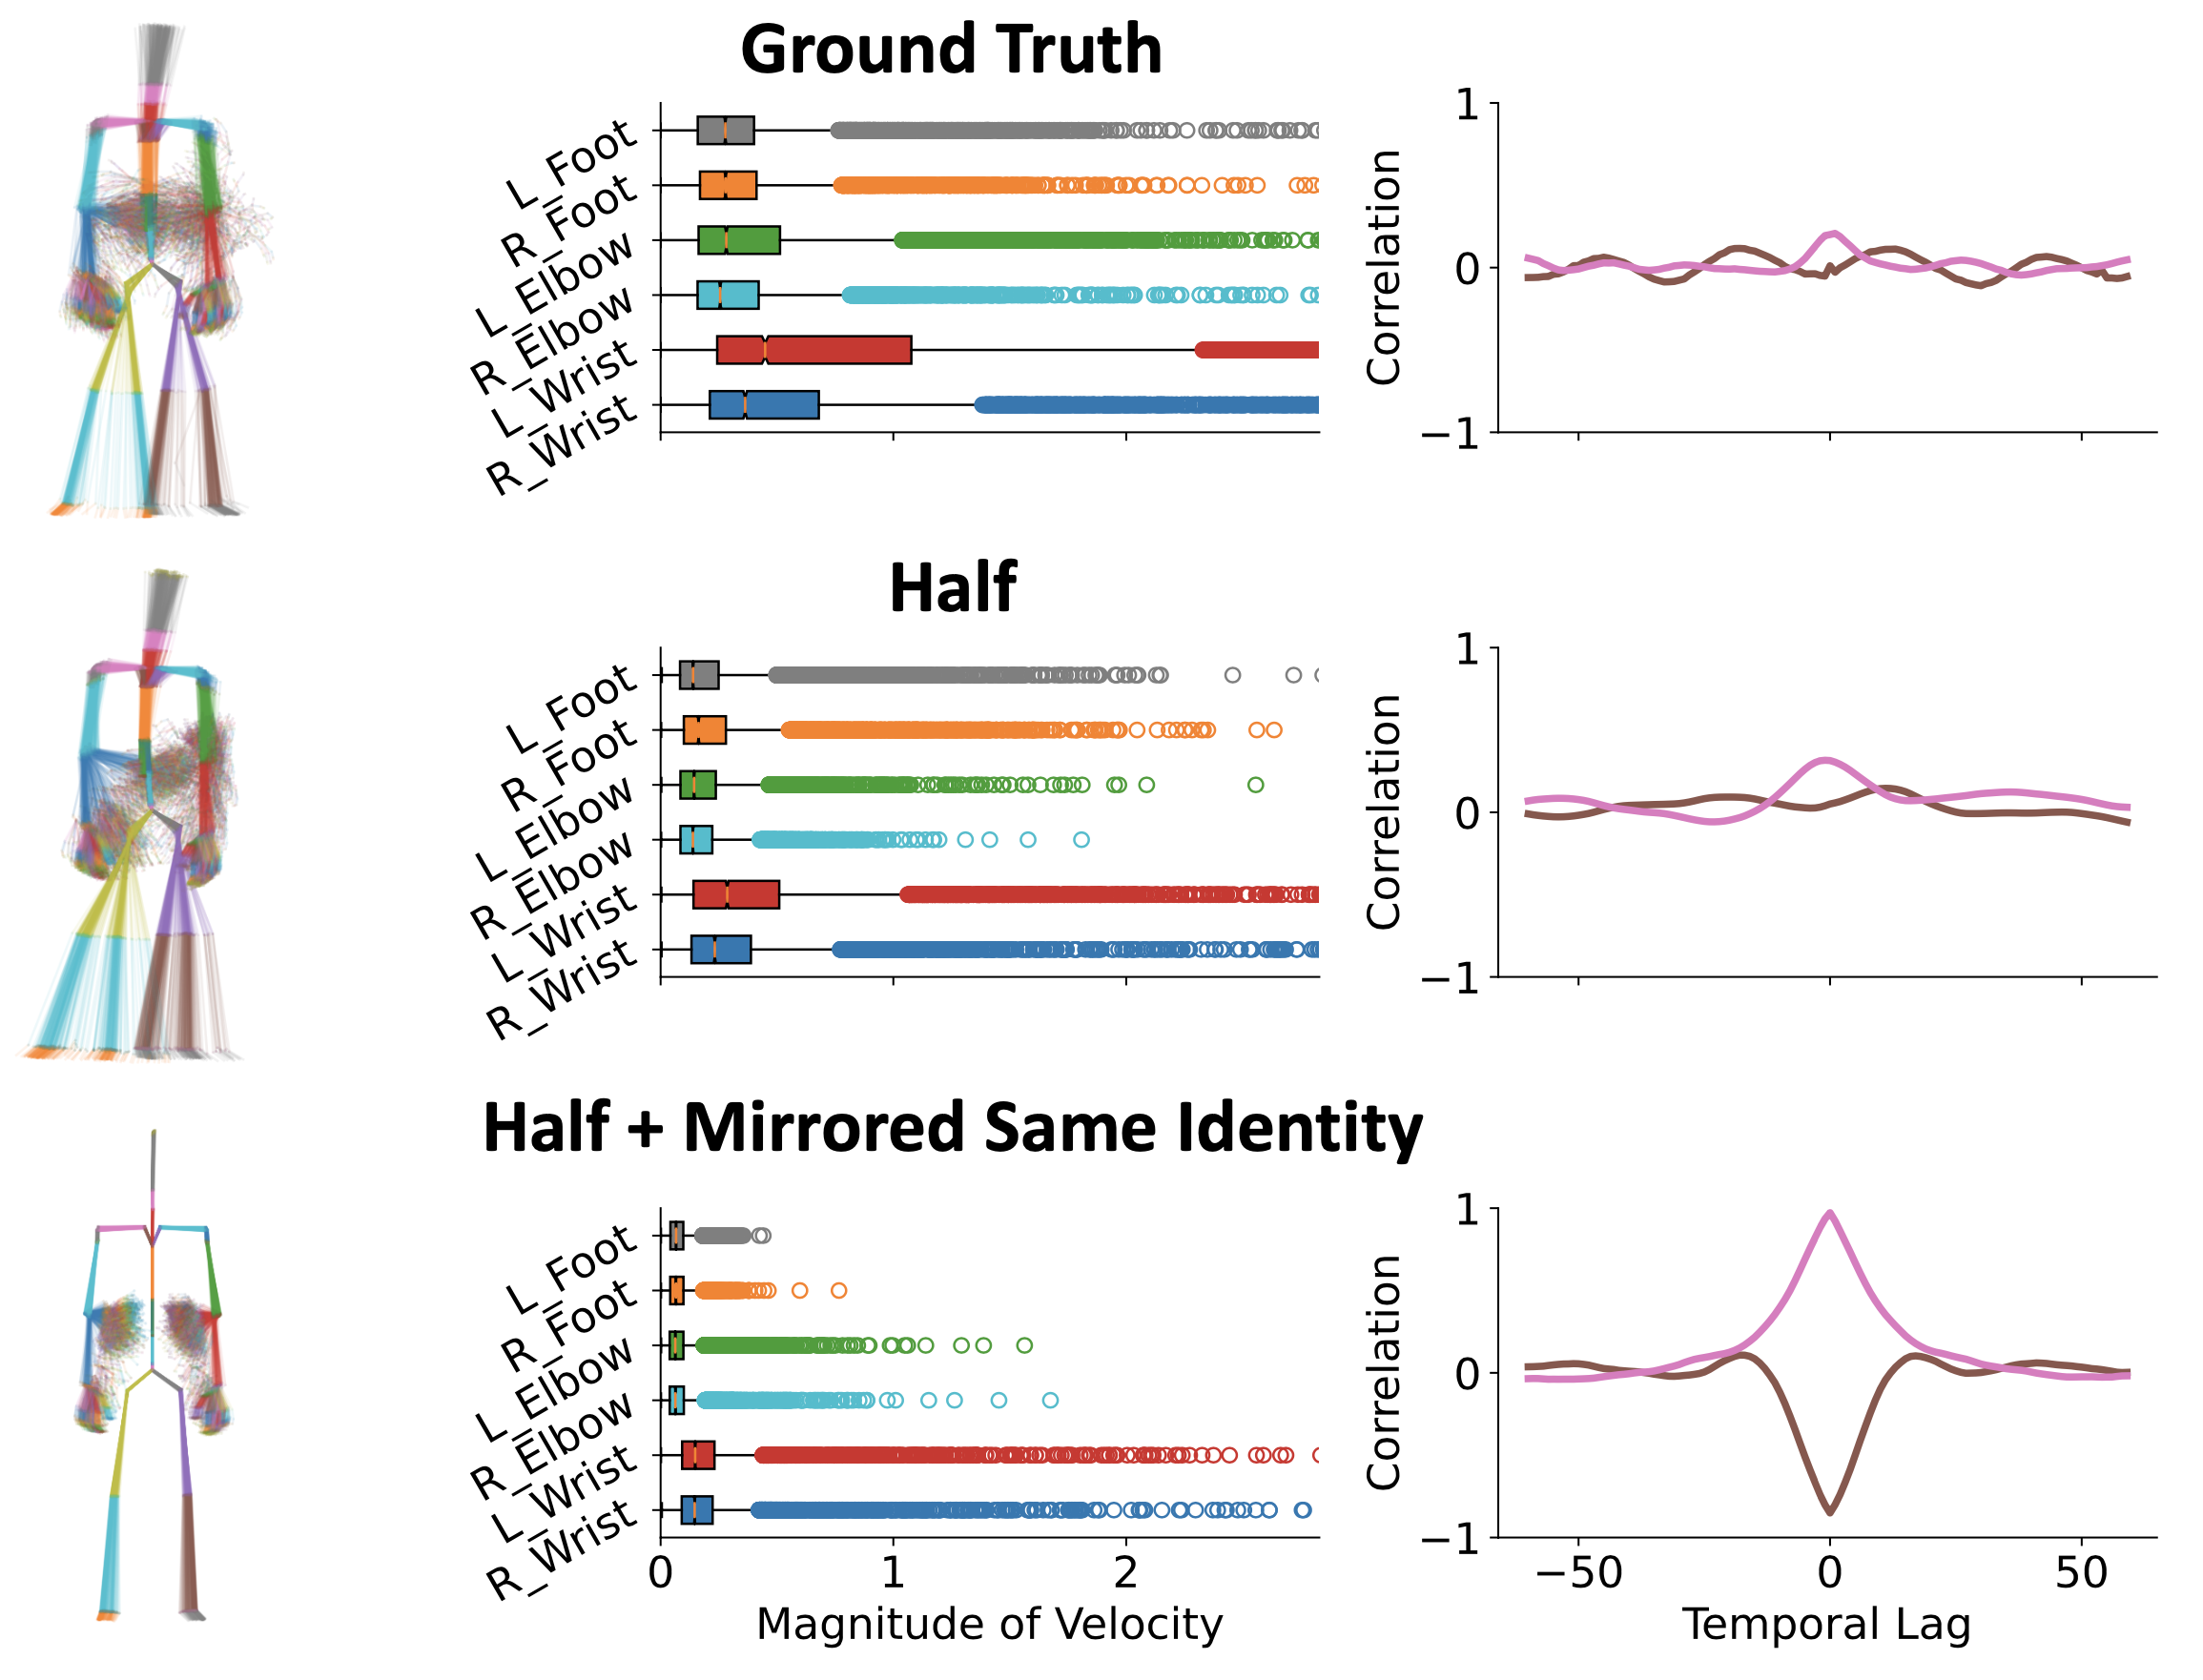 Ground Truth
L_Foot
R_Foot
L_Elbow
R_Elbow
L_Wrist
R_Wrist
1
0
−1
Correlation
Half
L_Foot
R_Foot
L_Elbow
R_Elbow
L_Wrist
R_Wrist
1
0
−1
Correlation
Half + Mirrored Same Identity
L_Foot
R_Foot
L_Elbow
R_Elbow
L_Wrist
R_Wrist
0 1 2
Magnitude of Velocity
1
0
−1
Correlation
−50 0 50
Temporal Lag